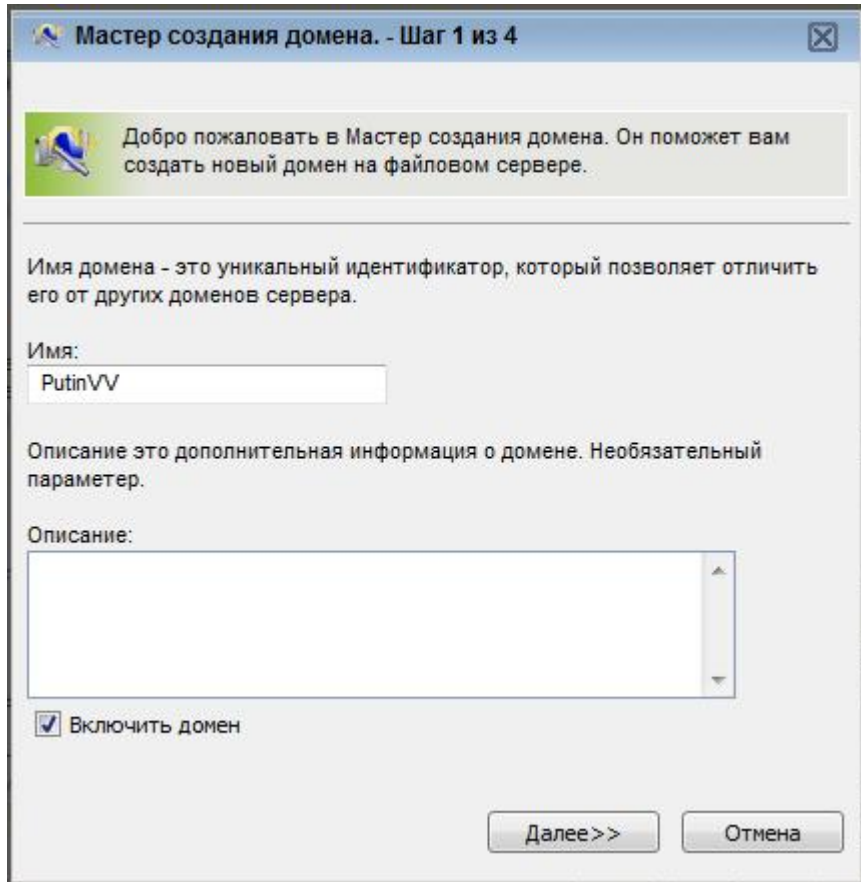 Мастер создания домена. - Шаг 1 из 4
Добро пожаловать в Мастер создания домена. Он поможет вам
создать новый домен на файловом сервере.
Имя домена - это уникальный идентификатор, который позволяет отличить
его от других доменов сервера.
Имя:
PutinVV
Описание это дополнительная информация о домене. Необязательный
параметр.
Описание:
Включить домен
Далее>>
Отмена